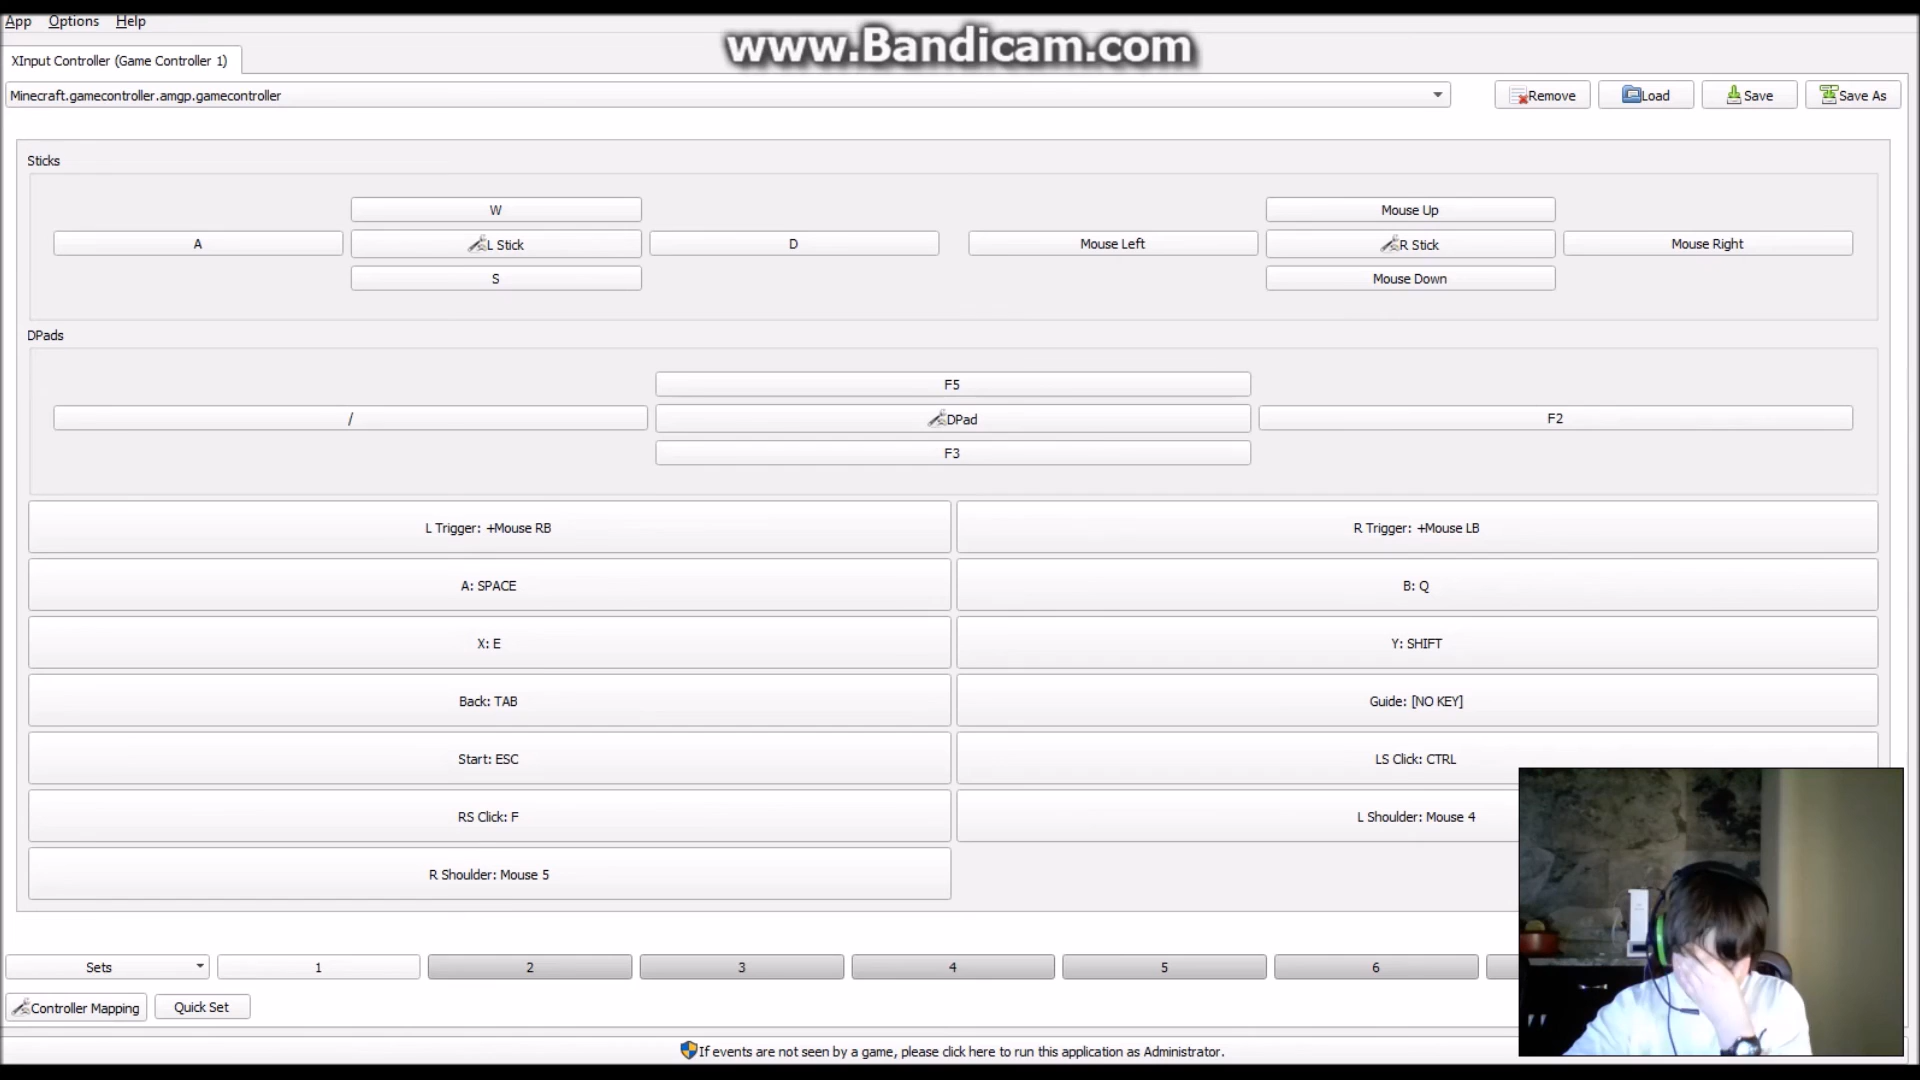 App Options Help
www.Bandicam.com
XInput Controller (Game Controller 1)
Minecraft.gamecontroller.amgp.gamecontroller
Remove Load Save Save As
Sticks
W Mouse Up
A L Stick D Mouse Left R Stick Mouse Right
S Mouse Down
DPads
F5
/ DPad F2
F3
L Trigger: +Mouse RB R Trigger: +Mouse LB
A: SPACE B: Q
X: E Y: SHIFT
Back: TAB Guide: [NO KEY]
Start: ESC LS Click: CTRL
RS Click: F L Shoulder: Mouse 4
R Shoulder: Mouse 5
Sets 1 2 3 4 5 6
Controller Mapping Quick Set
If events are not seen by a game, please click here to run this application as Administrator.